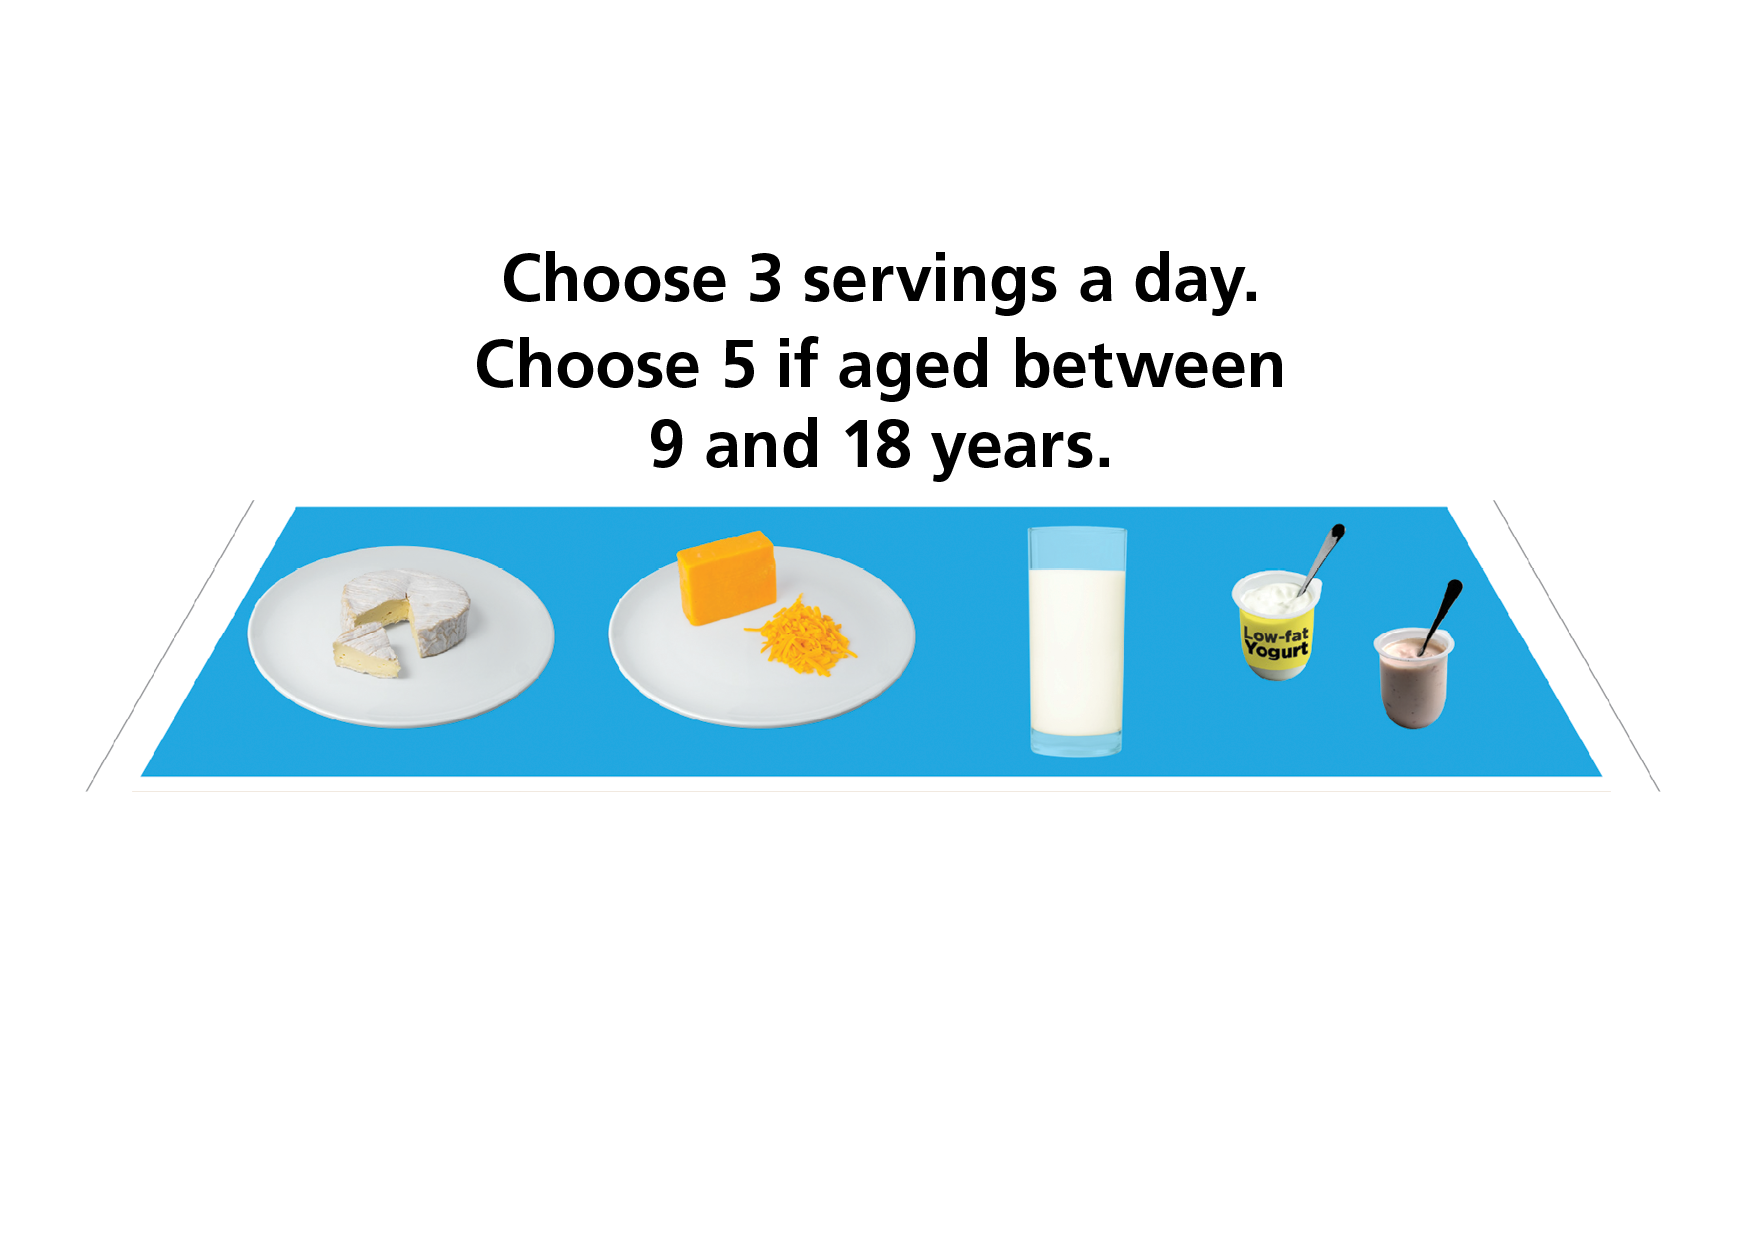 Choose 3 servings a day.
Choose 5 if aged between
9 and 18 years.
Low-fat
Yogurt